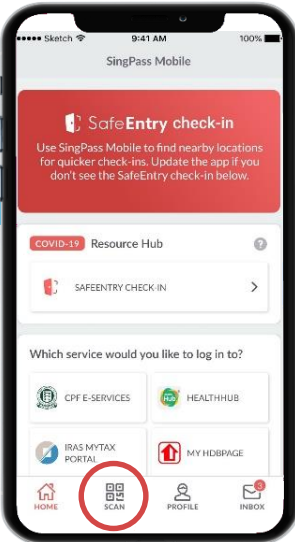 Sketch
9:41 AM
100%
SingPass Mobile
SafeEntry check-in
Use SingPass Mobile to find nearby locations
for quicker check-ins. Update the app if you
don't see the SafeEntry check-in below.
COVID-19 Resource Hub ?
SAFEENTRY CHECK-IN
Which service would you like to log in to?
CPF E-SERVICES
Hub
HEALTHHUB
IRAS MYTAX
PORTAL
MY HDBPAGE
HOME
SCAN
PROFILE
3
INBOX